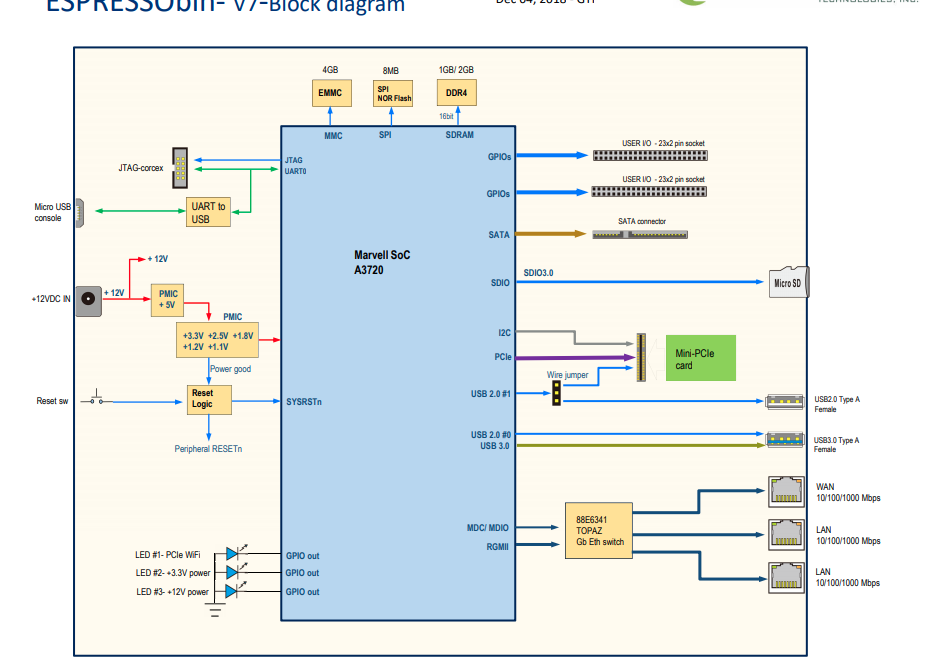 ESPRESSObin- V7-Block diagram
Dec 04, 2018 - GTI
TECHNOLOGIES, INC.
4GB
8MB
1GB/ 2GB
EMMC
SPI
NOR Flash
DDR4
16bit
MMC
SPI
SDRAM
JTAG-corcex
JTAG
UART0
Micro USB
console
UART to
USB
GPIOs
USER I/O - 23x2 pin socket
GPIOs
USER I/O - 23x2 pin socket
SATA
SATA connector
Marvell SoC
A3720
+ 12V
+12VDC IN
+ 12V
PMIC
+ 5V
SDIO
SDIO3.0
Micro SD
PMIC
+3.3V +2.5V +1.8V
+1.2V +1.1V
Power good
I2C
PCIe
Mini-PCIe
card
Wire jumper
Reset sw
Reset
Logic
SYSRSTn
Peripheral RESETn
USB 2.0 #1
USB2.0 Type A
Female
USB 2.0 #0
USB 3.0
USB3.0 Type A
Female
WAN
10/100/1000 Mbps
MDC/ MDIO
RGMII
88E6341
TOPAZ
Gb Eth switch
LAN
10/100/1000 Mbps
LAN
10/100/1000 Mbps
LED #1- PCIe WiFi
GPIO out
LED #2- +3.3V power
GPIO out
LED #3- +12V power
GPIO out